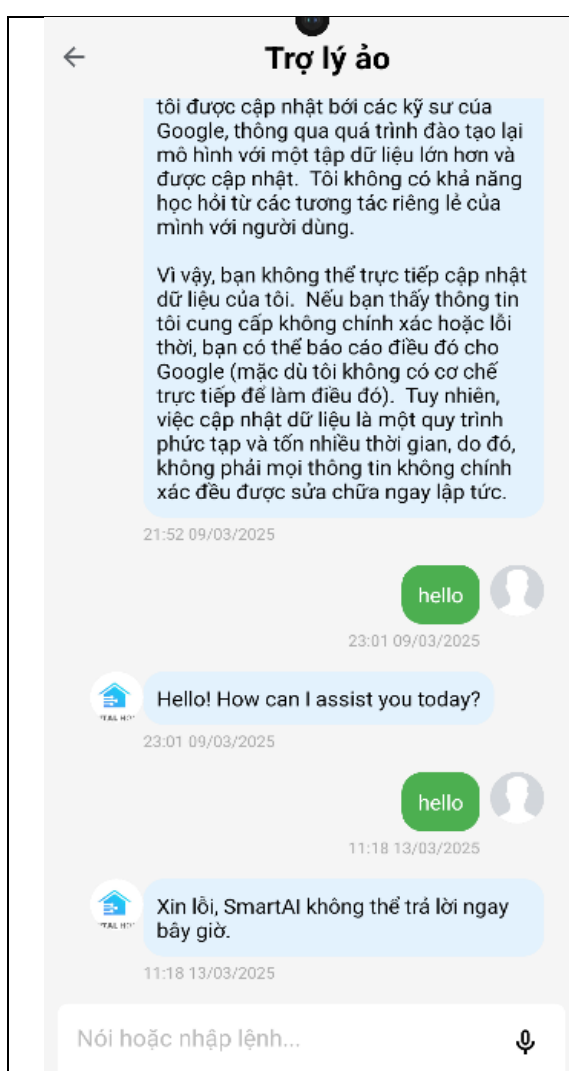 Trợ lý ảo
tôi được cập nhật bởi các kỹ sư của
Google, thông qua quá trình đào tạo lại
mô hình với một tập dữ liệu lớn hơn và
được cập nhật.  Tôi không có khả năng
học hỏi từ các tương tác riêng lẻ của
mình với người dùng.
Vì vậy, bạn không thể trực tiếp cập nhật
dữ liệu của tôi.  Nếu bạn thấy thông tin
tôi cung cấp không chính xác hoặc lỗi
thời, bạn có thể báo cáo điều đó cho
Google (mặc dù tôi không có cơ chế
trực tiếp để làm điều đó).  Tuy nhiên,
việc cập nhật dữ liệu là một quy trình
phức tạp và tốn nhiều thời gian, do đó,
không phải mọi thông tin không chính
xác đều được sửa chữa ngay lập tức.
21:52 09/03/2025
hello
23:01 09/03/2025
Hello! How can I assist you today?
23:01 09/03/2025
hello
11:18 13/03/2025
Xin lỗi, SmartAI không thể trả lời ngay
bây giờ.
11:18 13/03/2025
Nói hoặc nhập lệnh...